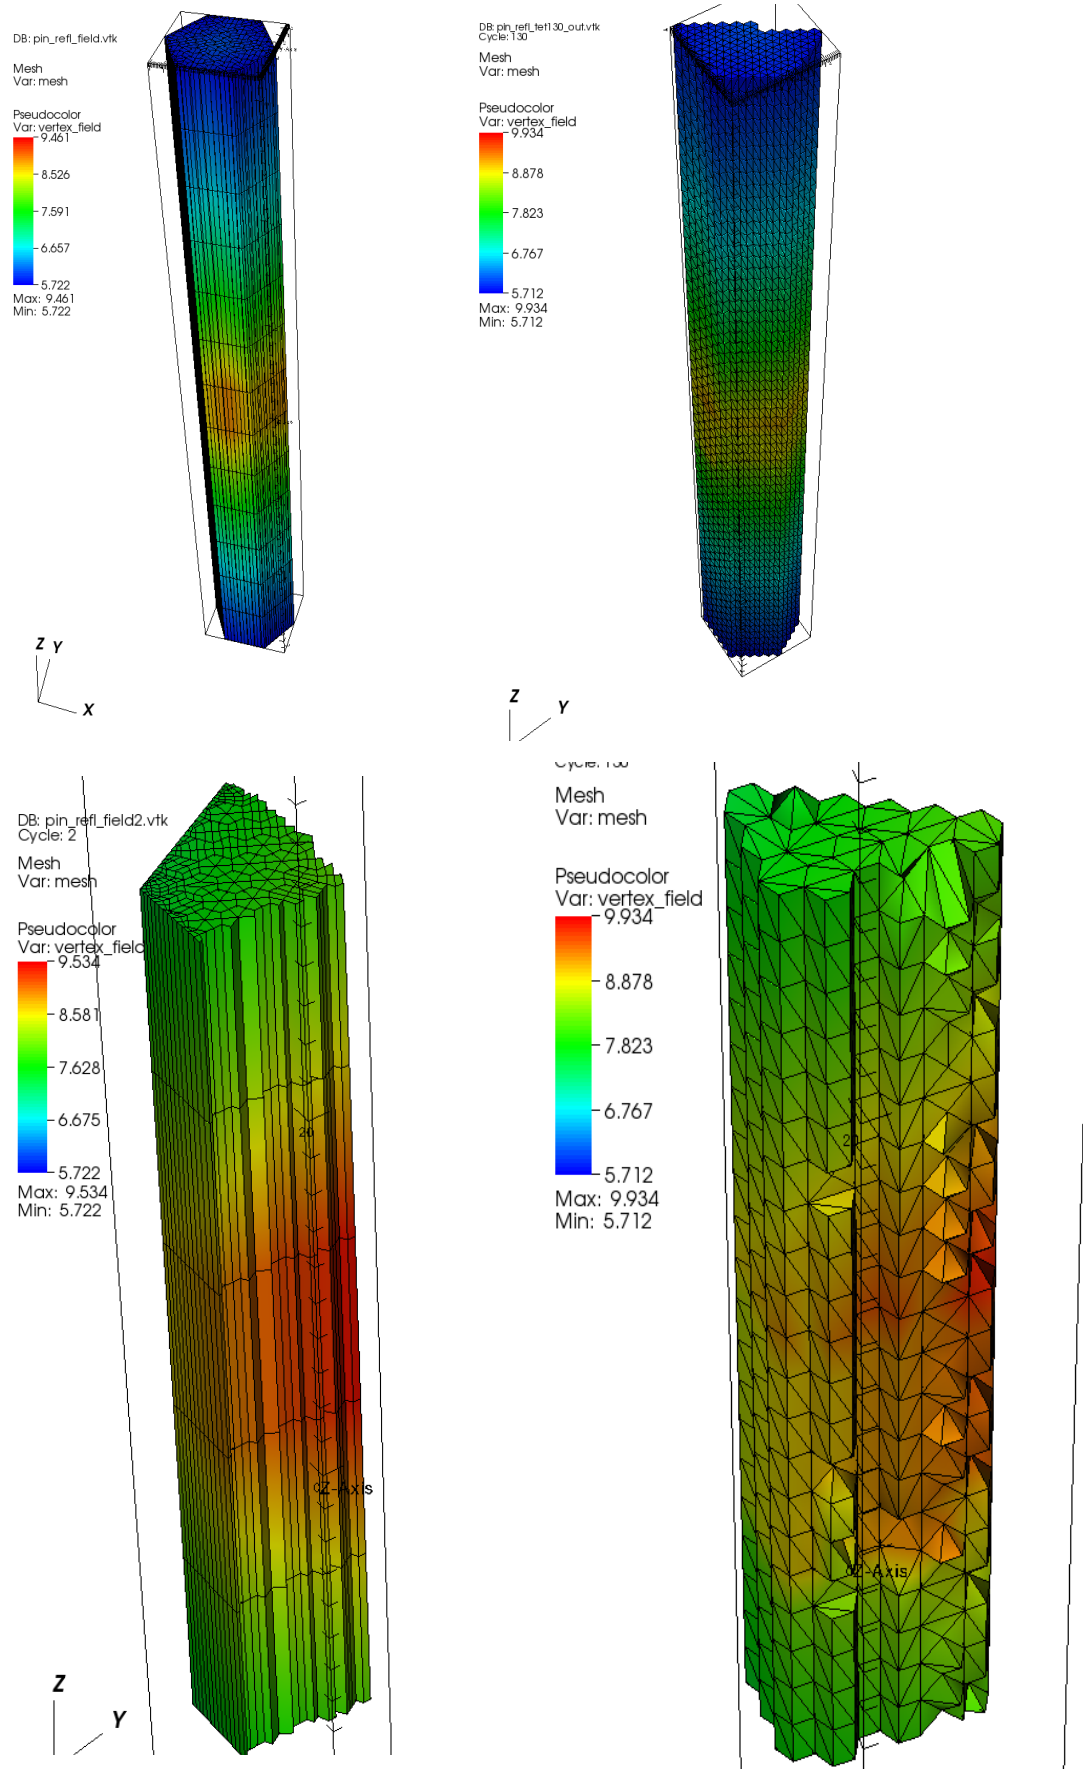 DB: pin_refl_field.vtk
Mesh
Var: mesh
Pseudocolor
Var: vertex_field
9.461
8.526
7.591
6.657
5.722
Max: 9.461
Min: 5.722
Z Y
X
DB: pin_refl_tet130_out.vtk
Cycle: 130
Mesh
Var: mesh
Pseudocolor
Var: vertex_field
9.934
8.878
7.823
6.767
5.712
Max: 9.934
Min: 5.712
Z
Y
DB: pin_refl_field2.vtk
Cycle: 2
Mesh
Var: mesh
Pseudocolor
Var: vertex_field
9.534
8.581
7.628
6.675
5.722
Max: 9.534
Min: 5.722
20
Z-Axis
Z
Y
Cycle: 130
Mesh
Var: mesh
Pseudocolor
Var: vertex_field
9.934
8.878
7.823
6.767
5.712
Max: 9.934
Min: 5.712
20
Z-Axis